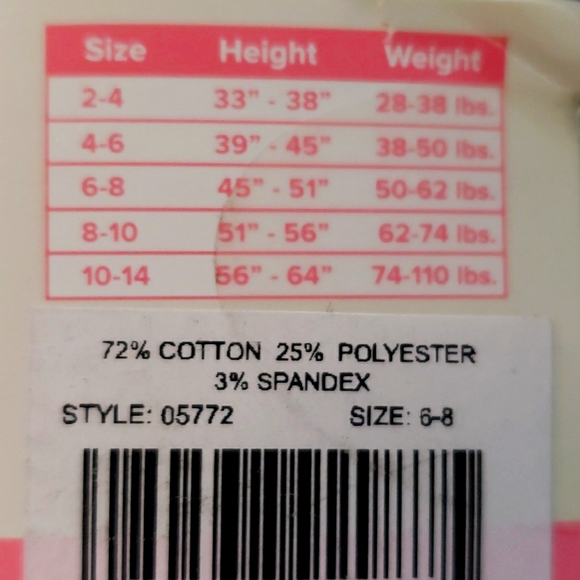 Size Height Weight
2-4 33" - 38" 28-38 lbs.
4-6 39" - 45" 38-50 lbs.
6-8 45" - 51" 50-62 lbs.
8-10 51" - 56" 62-74 lbs.
10-14 56" - 64" 74-110 lbs.
72% COTTON 25% POLYESTER
3% SPANDEX
STYLE: 05772 SIZE: 6-8